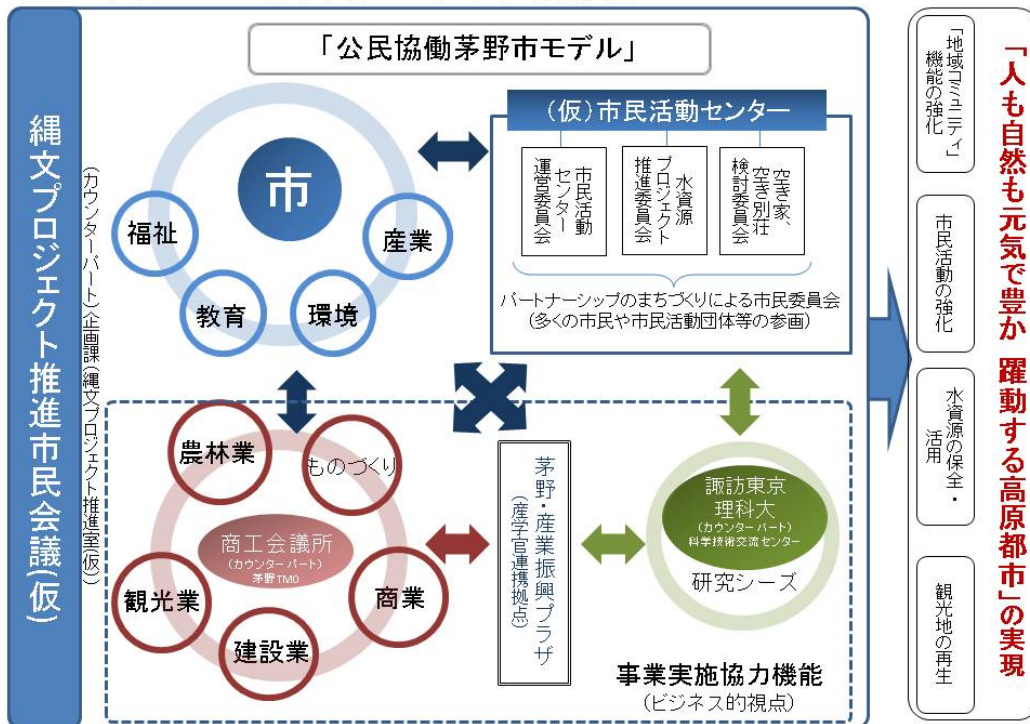 「公民協働茅野市モデル」
縄文プロジェクト推進市民会議(仮)
(カウンターパート)企画課(縄文プロジェクト推進室(仮))
市
福祉
教育
環境
産業
(仮)市民活動センター
市民活動
センター
運営委員会
水資源
プロジェクト
推進委員会
空き家、
空き別荘
検討委員会
パートナーシップのまちづくりによる市民委員会
(多くの市民や市民活動団体等の参画)
農林業
ものづくり
商工会議所
(カウンターパート)
茅野TMO
観光業
建設業
商業
茅野・産業振興プラザ
(産学官連携拠点)
諏訪東京
理科大
(カウンターパート)
科学技術交流センター
研究シーズ
事業実施協力機能
(ビジネス的視点)
「地域コミュニティ」
機能の強化
市民活動の強化
水資源の保全・
活用
観光地の再生
「人も自然も元気で豊か 躍動する高原都市」の実現